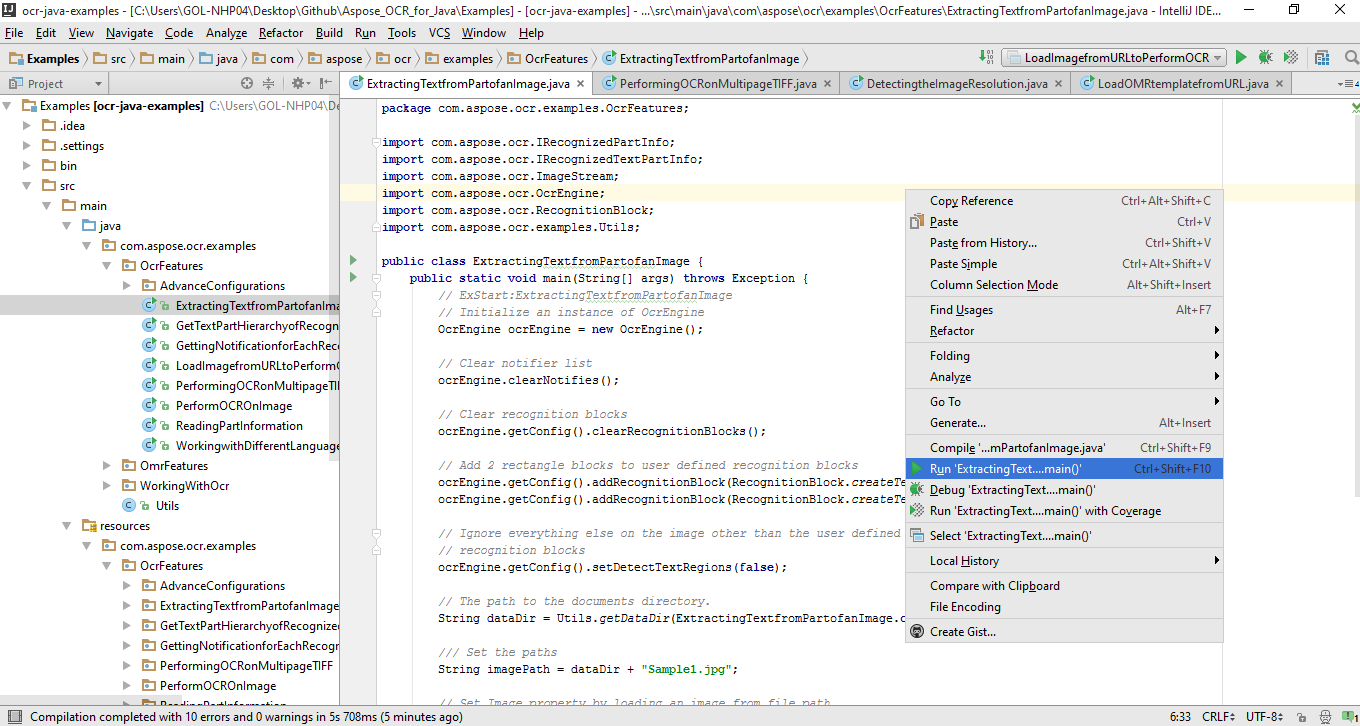 ocr-java-examples - [C:\Users\GOL-NHP04\Desktop\Github\Aspose_OCR_for_Java\Examples] - [ocr-java-examples] - ...\src\main\java\com\aspose\ocr\examples\OcrFeatures\ExtractingTextfromPartofanImage.java - IntelliJ IDE...
File Edit View Navigate Code Analyze Refactor Build Run Tools VCS Window Help
Examples src main java com aspose ocr examples OcrFeatures ExtractingTextfromPartofanImage LoadImagefromURLtoPerformOCR
Project
ExtractingTextfromPartofanImage.java PerformingOCRonMultipageTIFF.java DetectingtheImageResolution.java LoadOMRtemplatefromURL.java
Examples [ocr-java-examples] C:\Users\GOL-NHP04\De
.idea
.settings
bin
src
main
java
com.aspose.ocr.examples
OcrFeatures
AdvanceConfigurations
ExtractingTextfromPartofanIma
GetTextPartHierarchyofRecogn
GettingNotificationforEachReco
LoadImagefromURLtoPerformO
PerformingOCRonMultipageTIF
PerformOCROnImage
ReadingPartInformation
WorkingwithDifferentLanguage
OmrFeatures
WorkingWithOcr
Utils
resources
com.aspose.ocr.examples
OcrFeatures
AdvanceConfigurations
ExtractingTextfromPartofanImage
GetTextPartHierarchyofRecognize
GettingNotificationforEachRecogn
PerformingOCRonMultipageTIFF
PerformOCROnImage
ReadingPartInformation
package com.aspose.ocr.examples.OcrFeatures;
import com.aspose.ocr.IRecognizedPartInfo;
import com.aspose.ocr.IRecognizedTextPartInfo;
import com.aspose.ocr.ImageStream;
import com.aspose.ocr.OcrEngine;
import com.aspose.ocr.RecognitionBlock;
import com.aspose.ocr.examples.Utils;
public class ExtractingTextfromPartofanImage {
public static void main(String[] args) throws Exception {
// ExStart:ExtractingTextfromPartofanImage
// Initialize an instance of OcrEngine
OcrEngine ocrEngine = new OcrEngine();
// Clear notifier list
ocrEngine.clearNotifies();
// Clear recognition blocks
ocrEngine.getConfig().clearRecognitionBlocks();
// Add 2 rectangle blocks to user defined recognition blocks
ocrEngine.getConfig().addRecognitionBlock(RecognitionBlock.createTe
ocrEngine.getConfig().addRecognitionBlock(RecognitionBlock.createTe
// Ignore everything else on the image other than the user defined
// recognition blocks
ocrEngine.getConfig().setDetectTextRegions(false);
// The path to the documents directory.
String dataDir = Utils.getDataDir(ExtractingTextfromPartofanImage.c
/// Set the paths
String imagePath = dataDir + "Sample1.jpg";
// Set Image property by loading an image from file path
Copy Reference Ctrl+Alt+Shift+C
Paste Ctrl+V
Paste from History... Ctrl+Shift+V
Paste Simple Ctrl+Alt+Shift+V
Column Selection Mode Alt+Shift+Insert
Find Usages Alt+F7
Refactor
Folding
Analyze
Go To
Generate... Alt+Insert
Compile '...mPartofanImage.java' Ctrl+Shift+F9
Run 'ExtractingText....main()' Ctrl+Shift+F10
Debug 'ExtractingText....main()'
Run 'ExtractingText....main()' with Coverage
Select 'ExtractingText....main()'
Local History
Compare with Clipboard
File Encoding
Create Gist...
Compilation completed with 10 errors and 0 warnings in 5s 708ms (5 minutes ago) 6:33 CRLF UTF-8